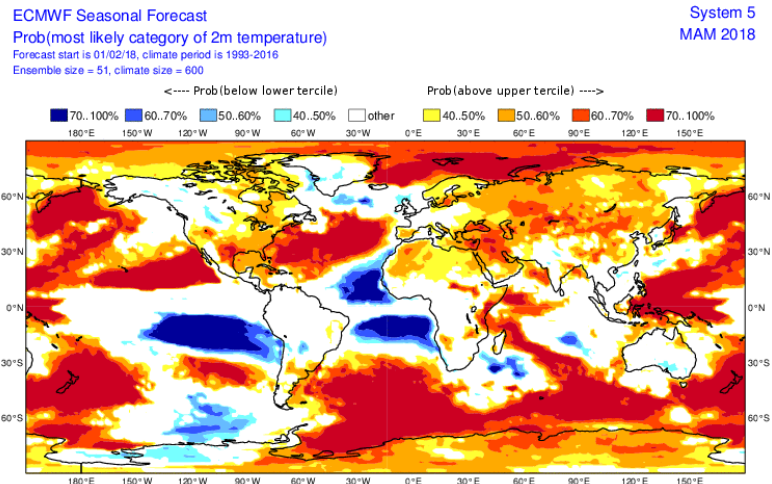 ECMWF Seasonal Forecast
System 5
Prob(most likely category of 2m temperature)
MAM 2018
Forecast start is 01/02/18, climate period is 1993-2016
Ensemble size = 51, climate size = 600
<---- Prob(below lower tercile)
Prob(above upper tercile) ---->
70..100% 60..70% 50..60% 40..50% other 40..50% 50..60% 60..70% 70..100%
180°E 150°W 120°W 90°W 60°W 30°W 0°E 30°E 60°E 90°E 120°E 150°E
60°N 60°N
30°N 30°N
0°N 0°N
30°S 30°S
60°S 60°S
180°E 150°W 120°W 90°W 60°W 30°W 0°E 30°E 60°E 90°E 120°E 150°E